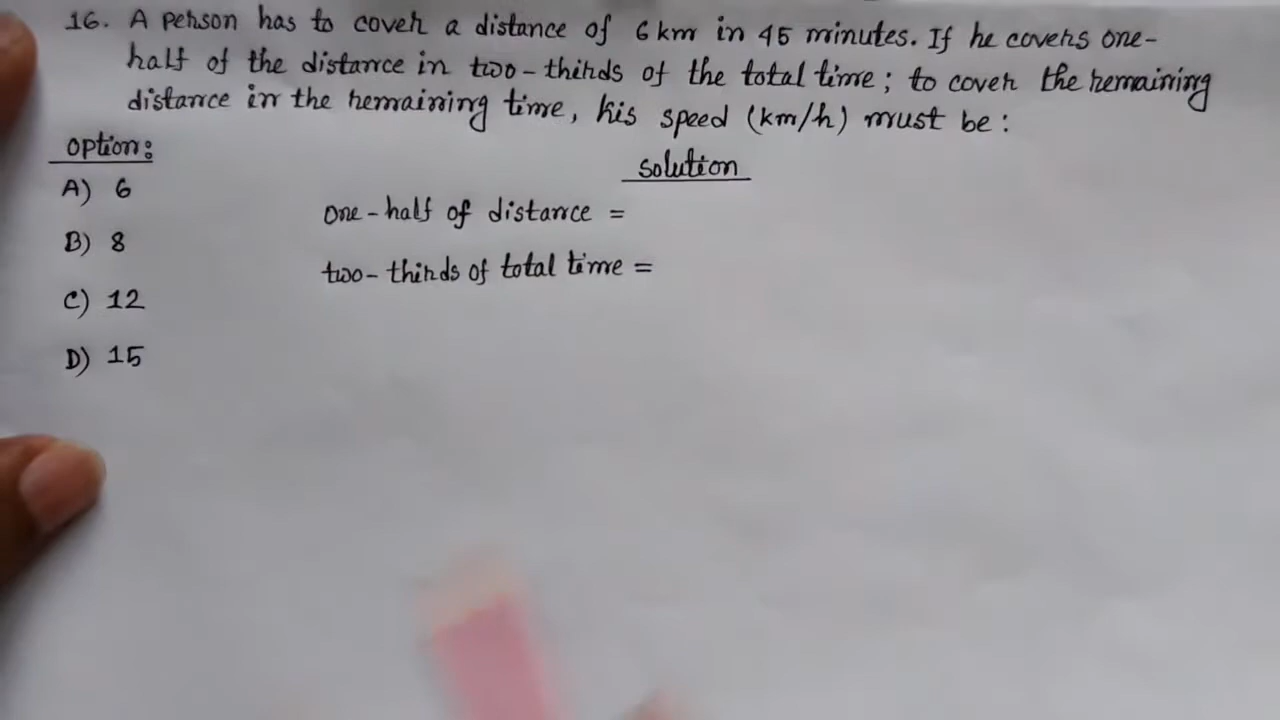 16. A person has to cover a distance of 6 km in 45 minutes. If he covers one-
half of the distance in two-thirds of the total time; to cover the remaining
distance in the remaining time, his speed (km/h) must be:
option:
A) 6
B) 8
C) 12
D) 15
solution
one-half of distance =
two-thirds of total time =